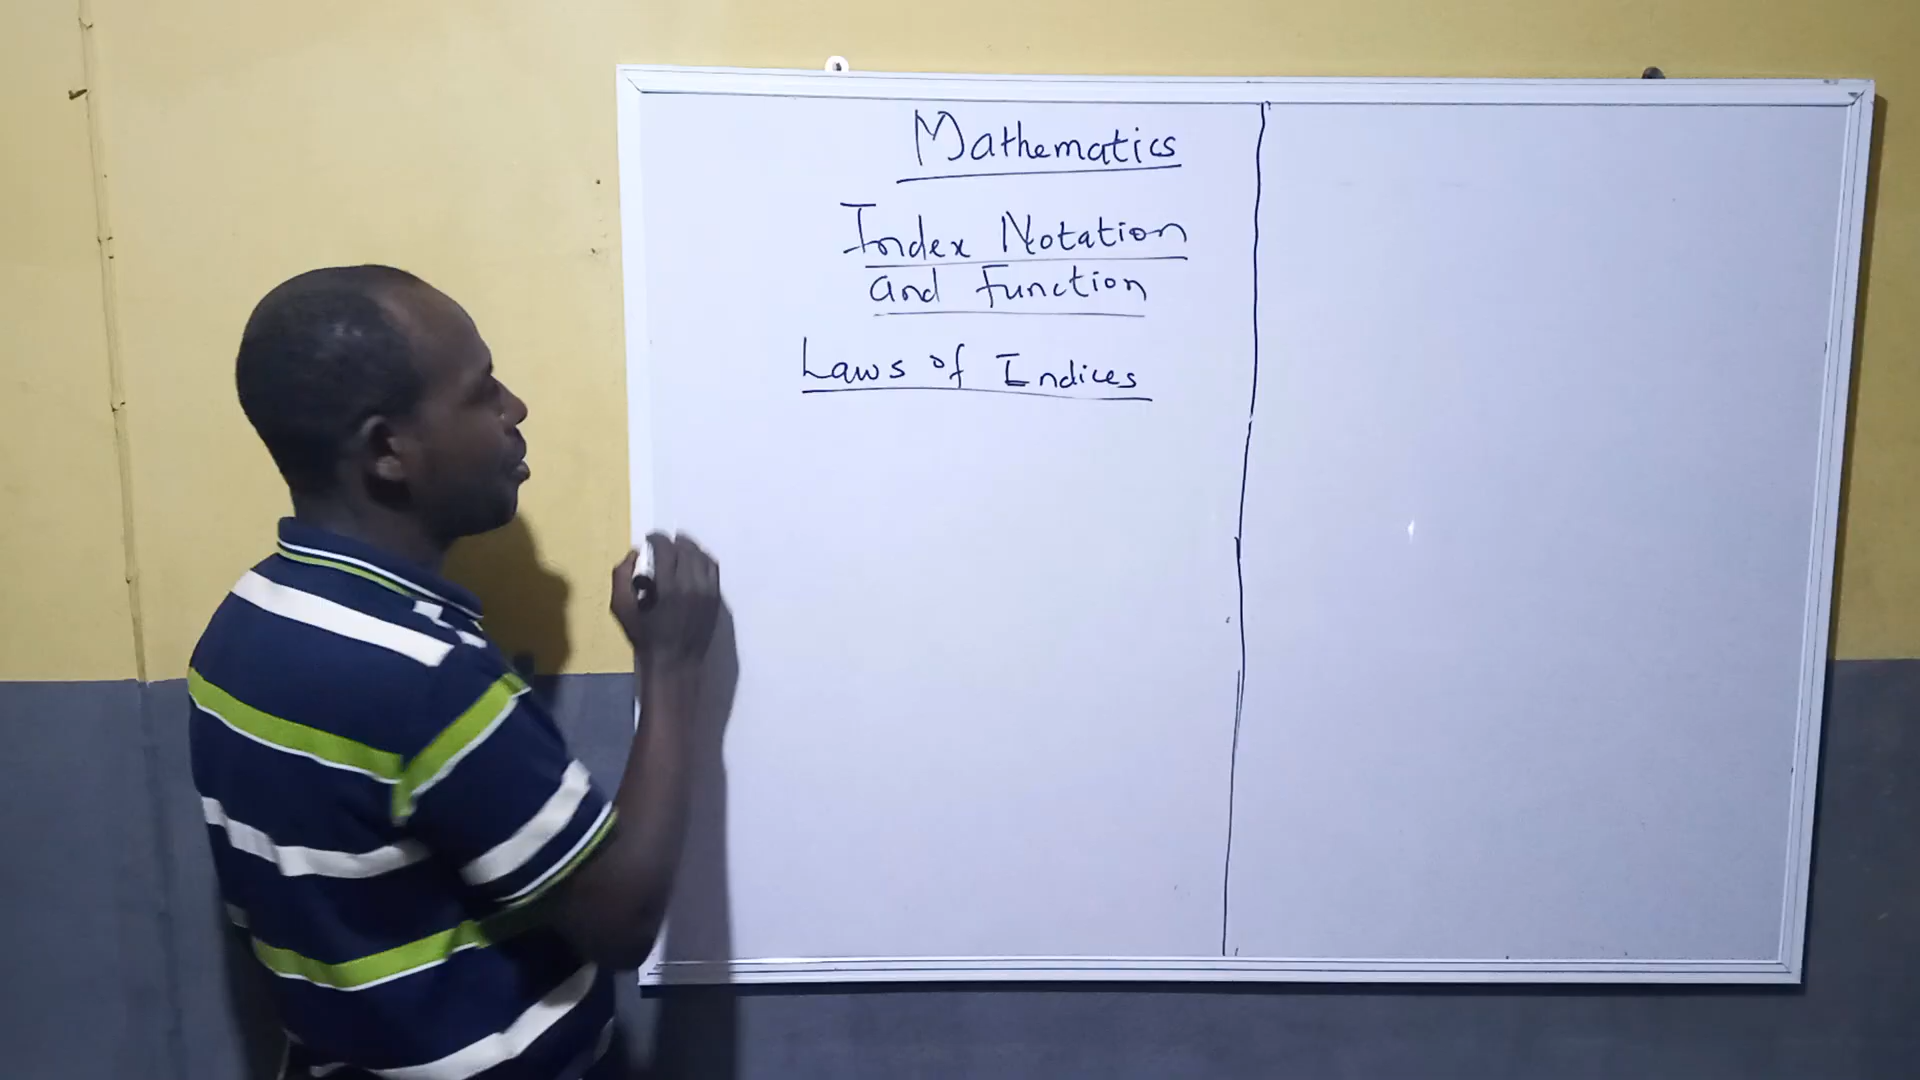 Mathematics
Index Notation
and Function
Laws of Indices